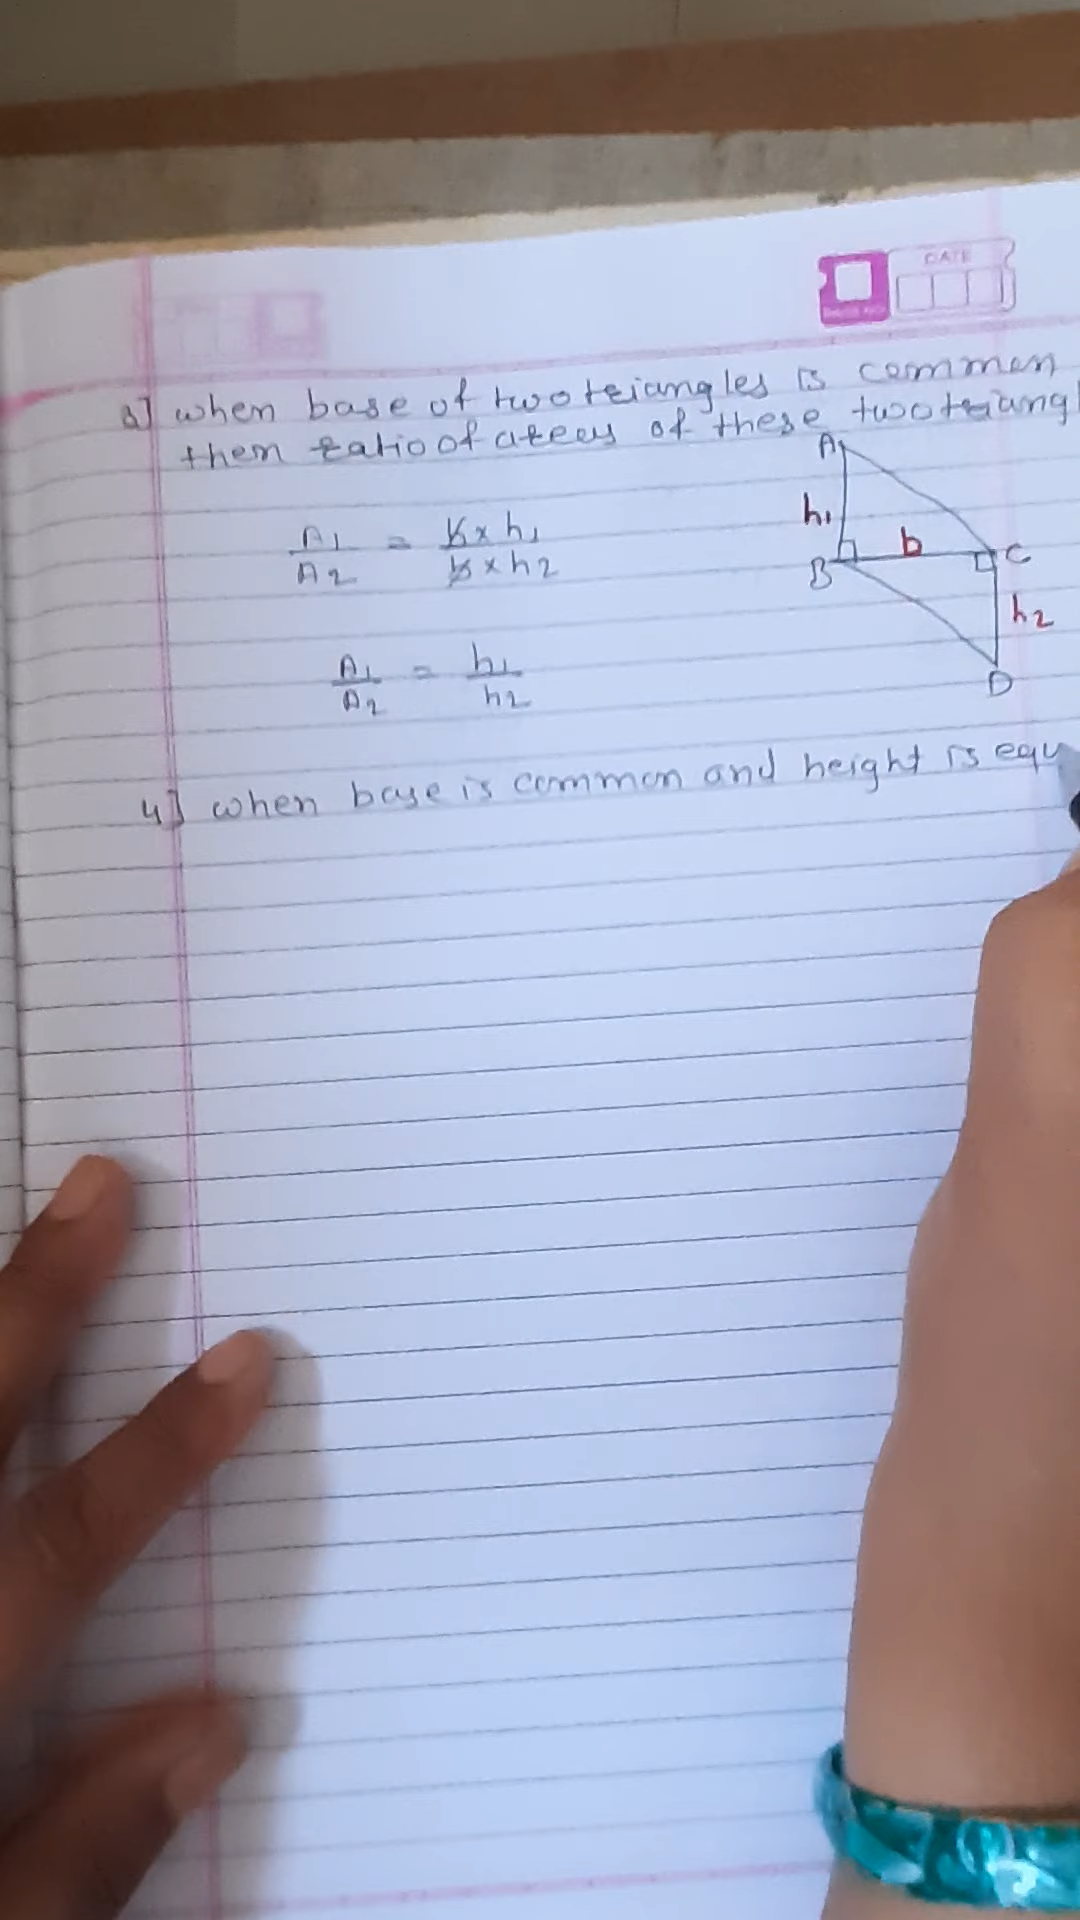 DATE
3] when base of two triangles is common
then ratio of areas of these two triangl
A
h1
b
B
C
h2
D
A1/A2 = b x h1/b x h2
A1/A2 = h1/h2
4] when base is common and height is equ